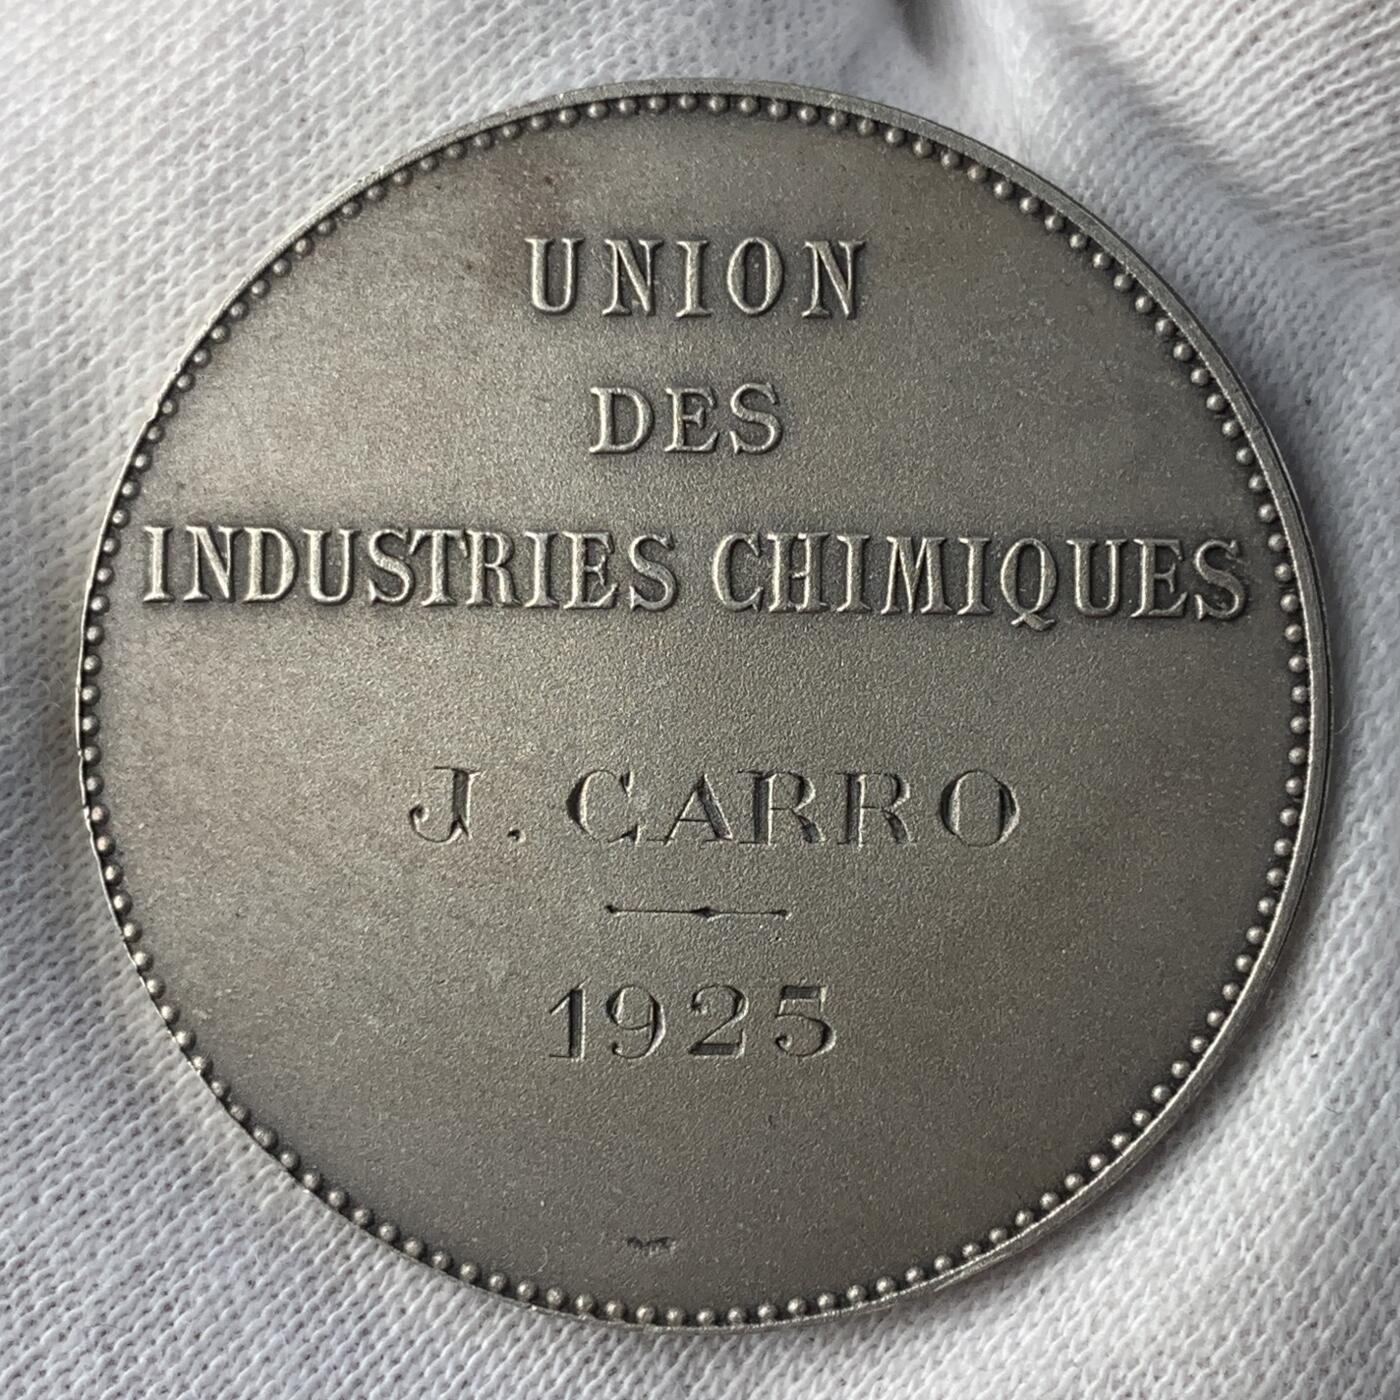 UNION
DES
INDUSTRIES CHIMIQUES
J. CARRO
1925